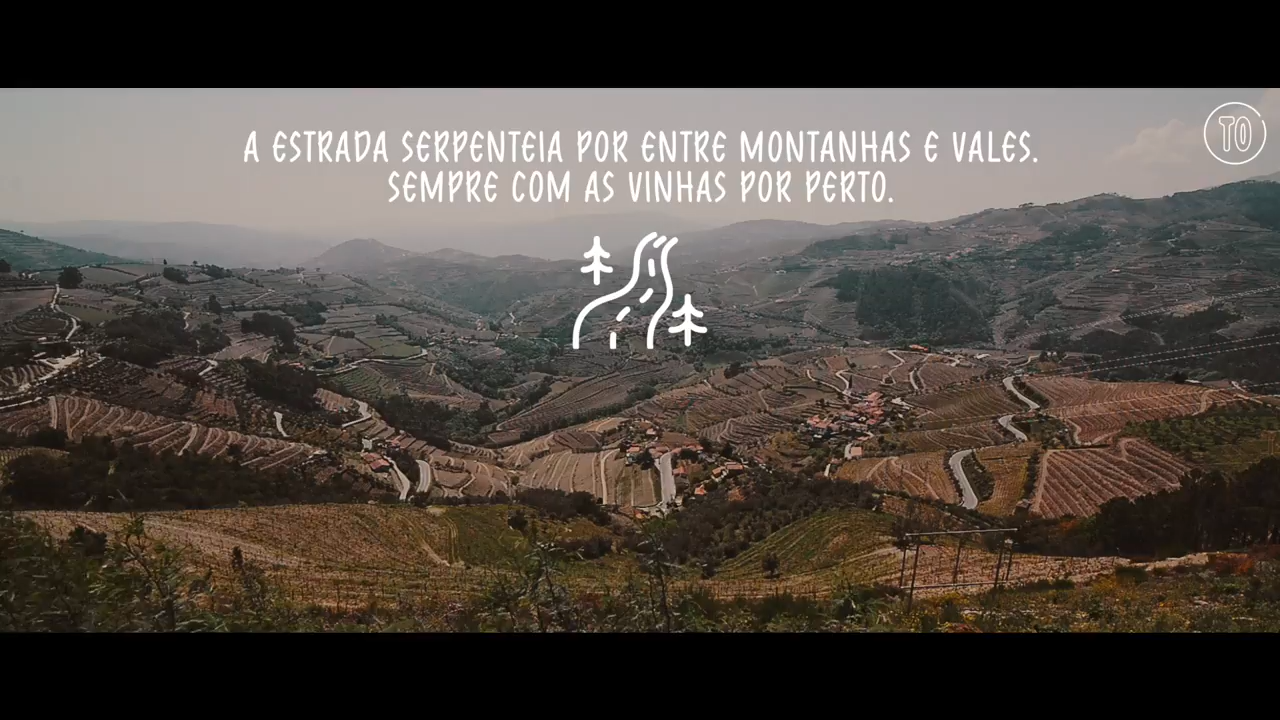 A ESTRADA SERPENTEIA POR ENTRE MONTANHAS E VALES.
SEMPRE COM AS VINHAS POR PERTO.
TO